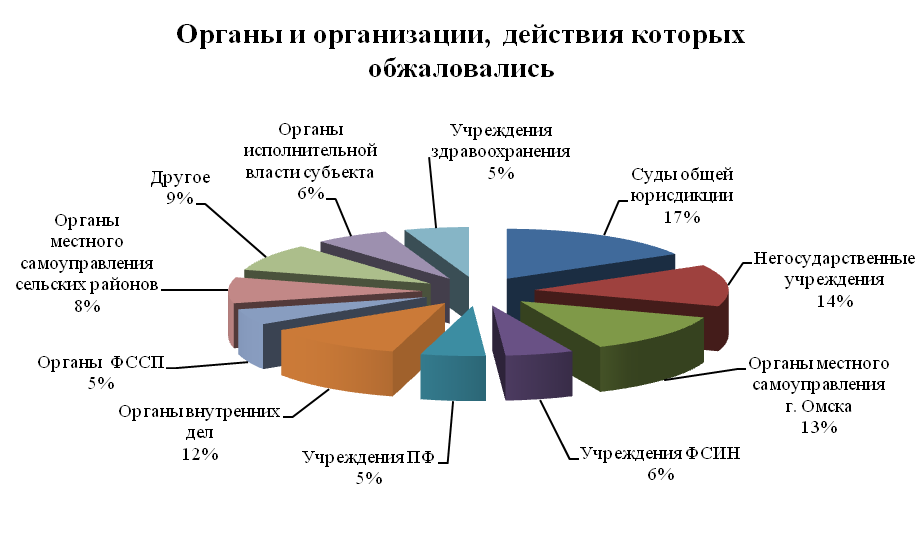 Органы и организации, действия которых
обжаловались
Суды общей
юрисдикции
17%
Негосударственные
учреждения
14%
Органы местного
самоуправления
г. Омска
13%
Учреждения ФСИН
6%
Учреждения ПФ
5%
Органы внутренних
дел
12%
Органы ФССП
5%
Органы
местного
самоуправления
сельских районов
8%
Другое
9%
Органы
исполнительной
власти субъекта
6%
Учреждения
здравоохранения
5%